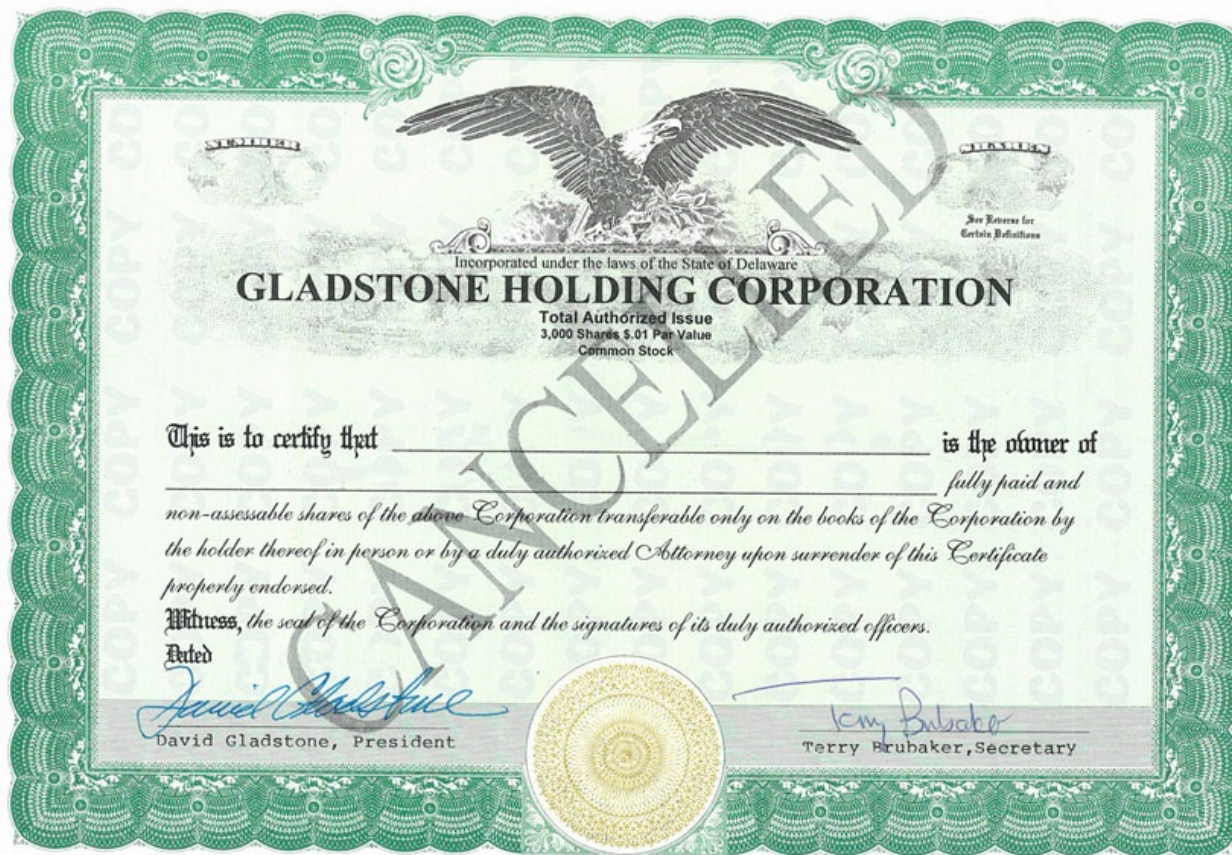 NUMBER
SHARES
See Reverse for
Certain Definitions
Incorporated under the laws of the State of Delaware
GLADSTONE HOLDING CORPORATION
Total Authorized Issue
3,000 Shares $.01 Par Value
Common Stock
CANCELLED
This is to certify that is the owner of
fully paid and
non-assessable shares of the above Corporation transferable only on the books of the Corporation by
the holder thereof in person or by a duly authorized Attorney upon surrender of this Certificate
properly endorsed.
Witness, the seal of the Corporation and the signatures of its duly authorized officers.
Dated
David Gladstone
Terry Brubaker
David Gladstone, President
Terry Brubaker,Secretary
COPY